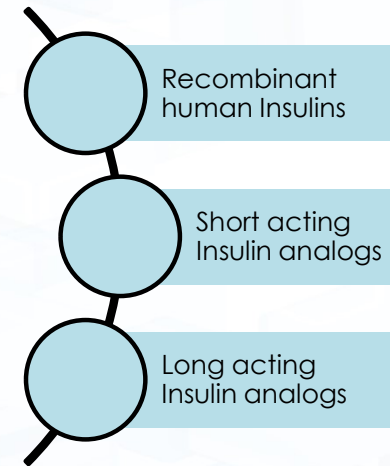 Recombinant
human Insulins
Short acting
Insulin analogs
Long acting
Insulin analogs